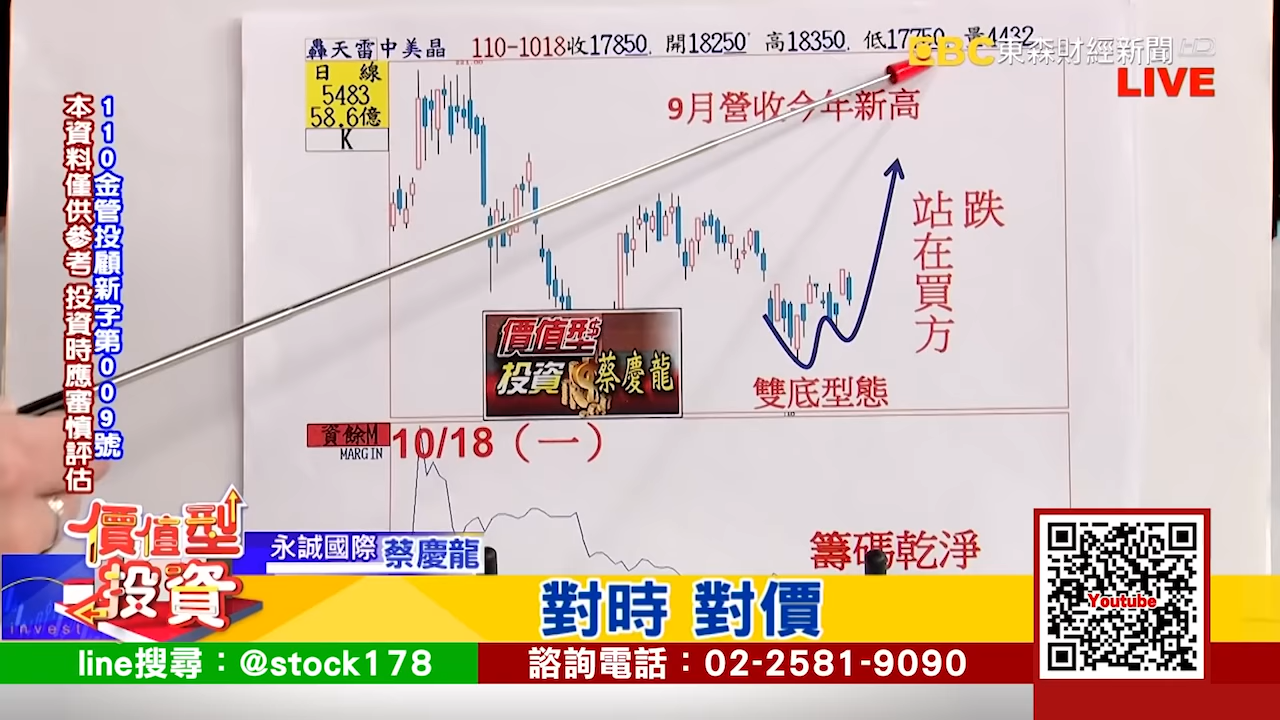 轟天雷中美晶 110-1018收17850. 開18250 高18350. 低17750 量4432
EBC東森財經新聞HD
LIVE
日 線
5483
58.6億
K
9月營收今年新高
跌
站在買方
110金管投顧新字第009號
本資料僅供參考 投資時應審慎評估
價值型$
投資 蔡慶龍
雙底型態
資餘M
MARGIN
10/18(一)
籌碼乾淨
價值型
投資
invest
永誠國際 蔡慶龍
對時 對價
Youtube
line搜尋：@stock178
諮詢電話：02-2581-9090